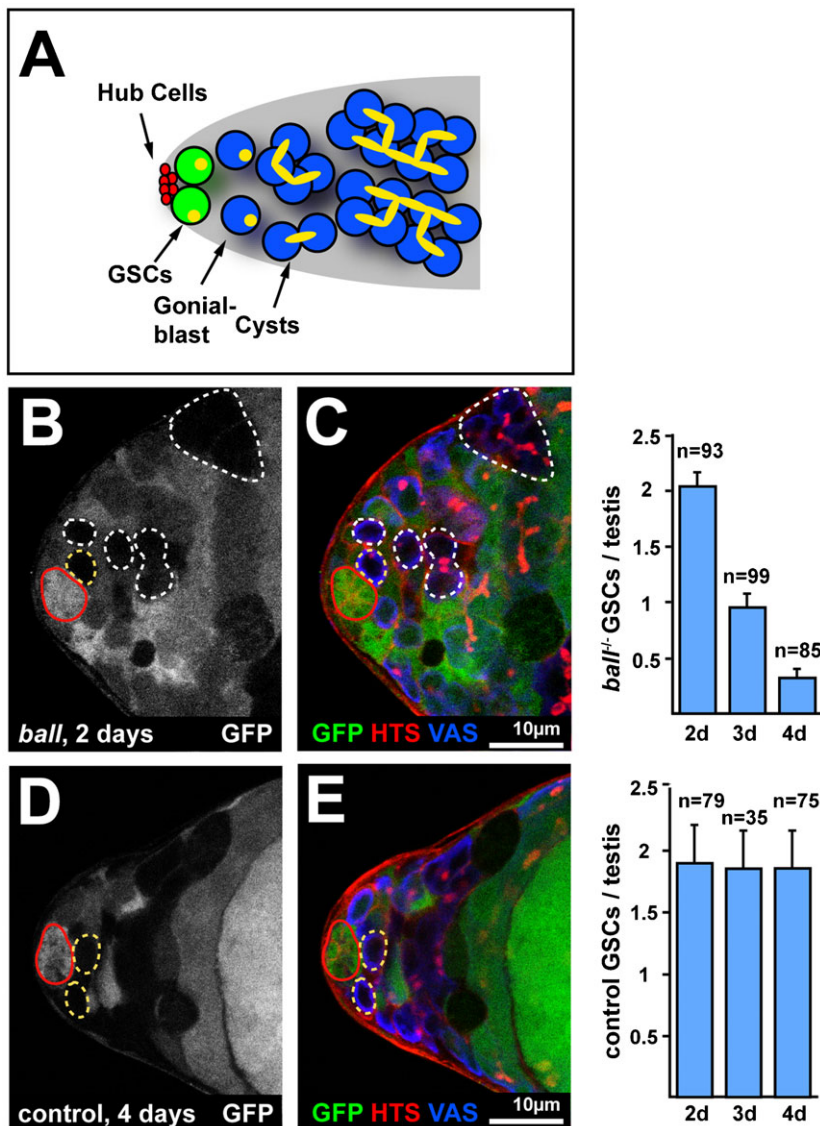 A
Hub Cells
GSCs
Gonial-
blast
Cysts
B
ball, 2 days
GFP
C
GFP HTS VAS
10µm
ball-/- GSCs / testis
2.5
2
1.5
1
0.5
n=93
n=99
n=85
2d
3d
4d
D
control, 4 days
GFP
E
GFP HTS VAS
10µm
control GSCs / testis
2.5
2
1.5
1
0.5
n=79
n=35
n=75
2d
3d
4d